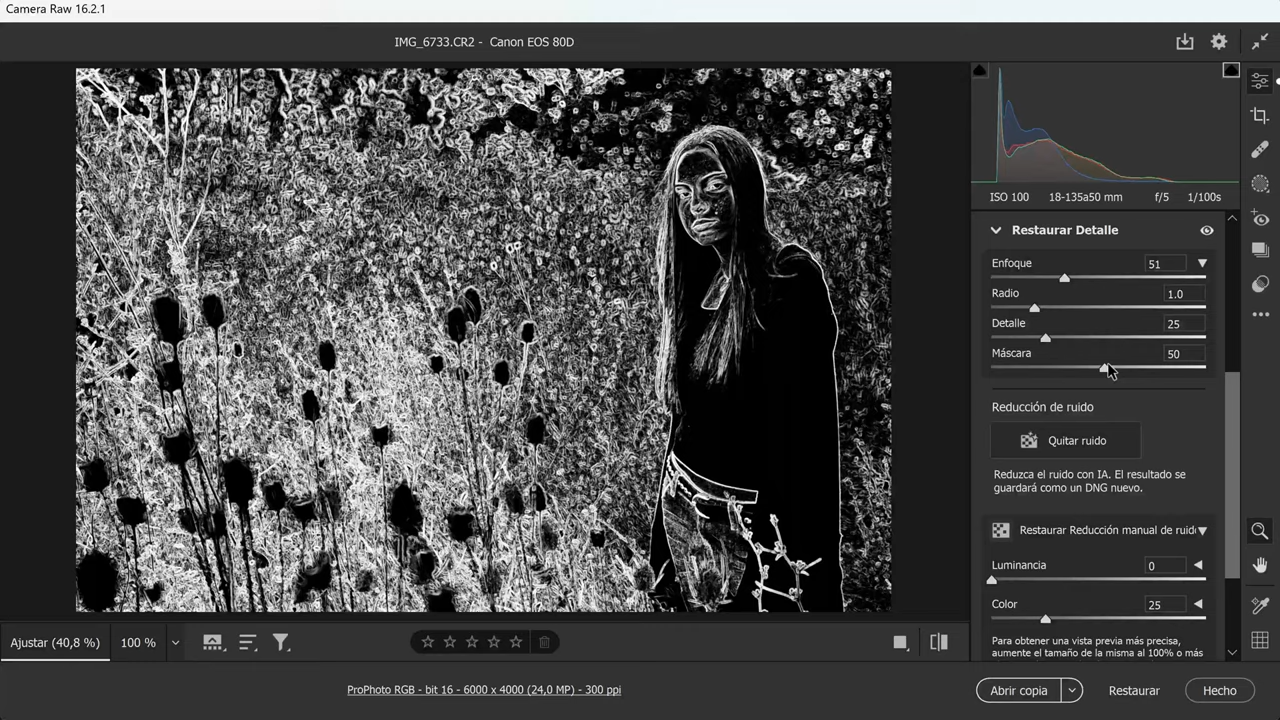 Camera Raw 16.2.1
IMG_6733.CR2 - Canon EOS 80D
ISO 100 18-135a50 mm f/5 1/100s
Restaurar Detalle
Enfoque 51
Radio 1.0
Detalle 25
Máscara 50
Reducción de ruido
Quitar ruido
Reduzca el ruido con IA. El resultado se
guardará como un DNG nuevo.
Restaurar Reducción manual de ruid
Luminancia 0
Color 25
Para obtener una vista previa más precisa,
aumente el tamaño de la misma al 100% o más
Ajustar (40,8 %) 100 %
ProPhoto RGB - bit 16 - 6000 x 4000 (24,0 MP) - 300 ppi
Abrir copia Restaurar Hecho